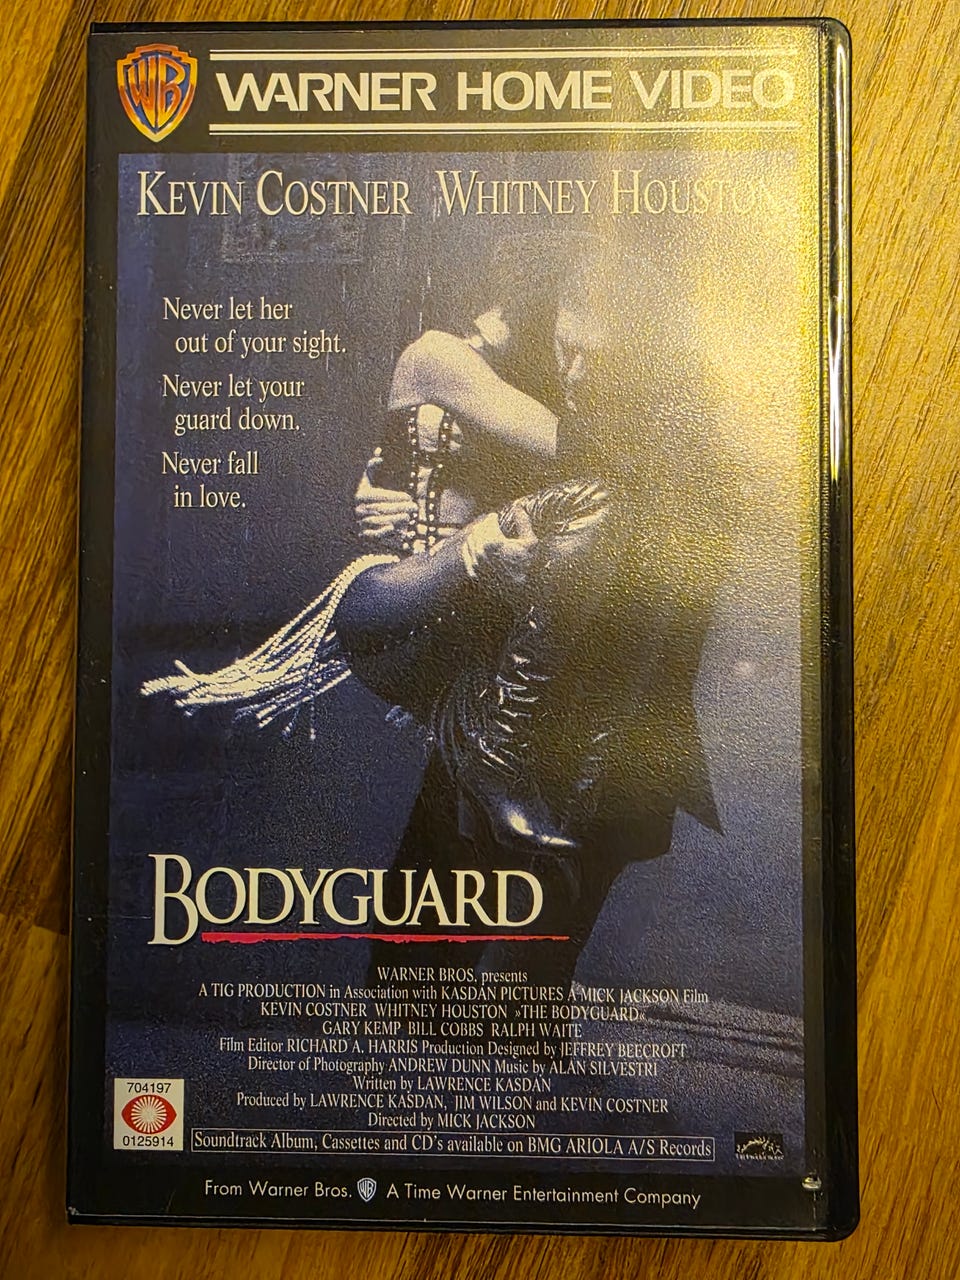 WB
WARNER HOME VIDEO
KEVIN COSTNER WHITNEY HOUSTON
Never let her
out of your sight.
Never let your
guard down.
Never fall
in love.
BODYGUARD
WARNER BROS. presents
A TIG PRODUCTION in Association with KASDAN PICTURES A MICK JACKSON Film
KEVIN COSTNER WHITNEY HOUSTON »THE BODYGUARD«
GARY KEMP BILL COBBS RALPH WAITE
Film Editor RICHARD A. HARRIS Production Designed by JEFFREY BEECROFT
Director of Photography ANDREW DUNN Music by ALAN SILVESTRI
Written by LAWRENCE KASDAN
Produced by LAWRENCE KASDAN, JIM WILSON and KEVIN COSTNER
Directed by MICK JACKSON
704197
0125914
Soundtrack Album, Cassettes and CD's available on BMG ARIOLA A/S Records
From Warner Bros. WB A Time Warner Entertainment Company